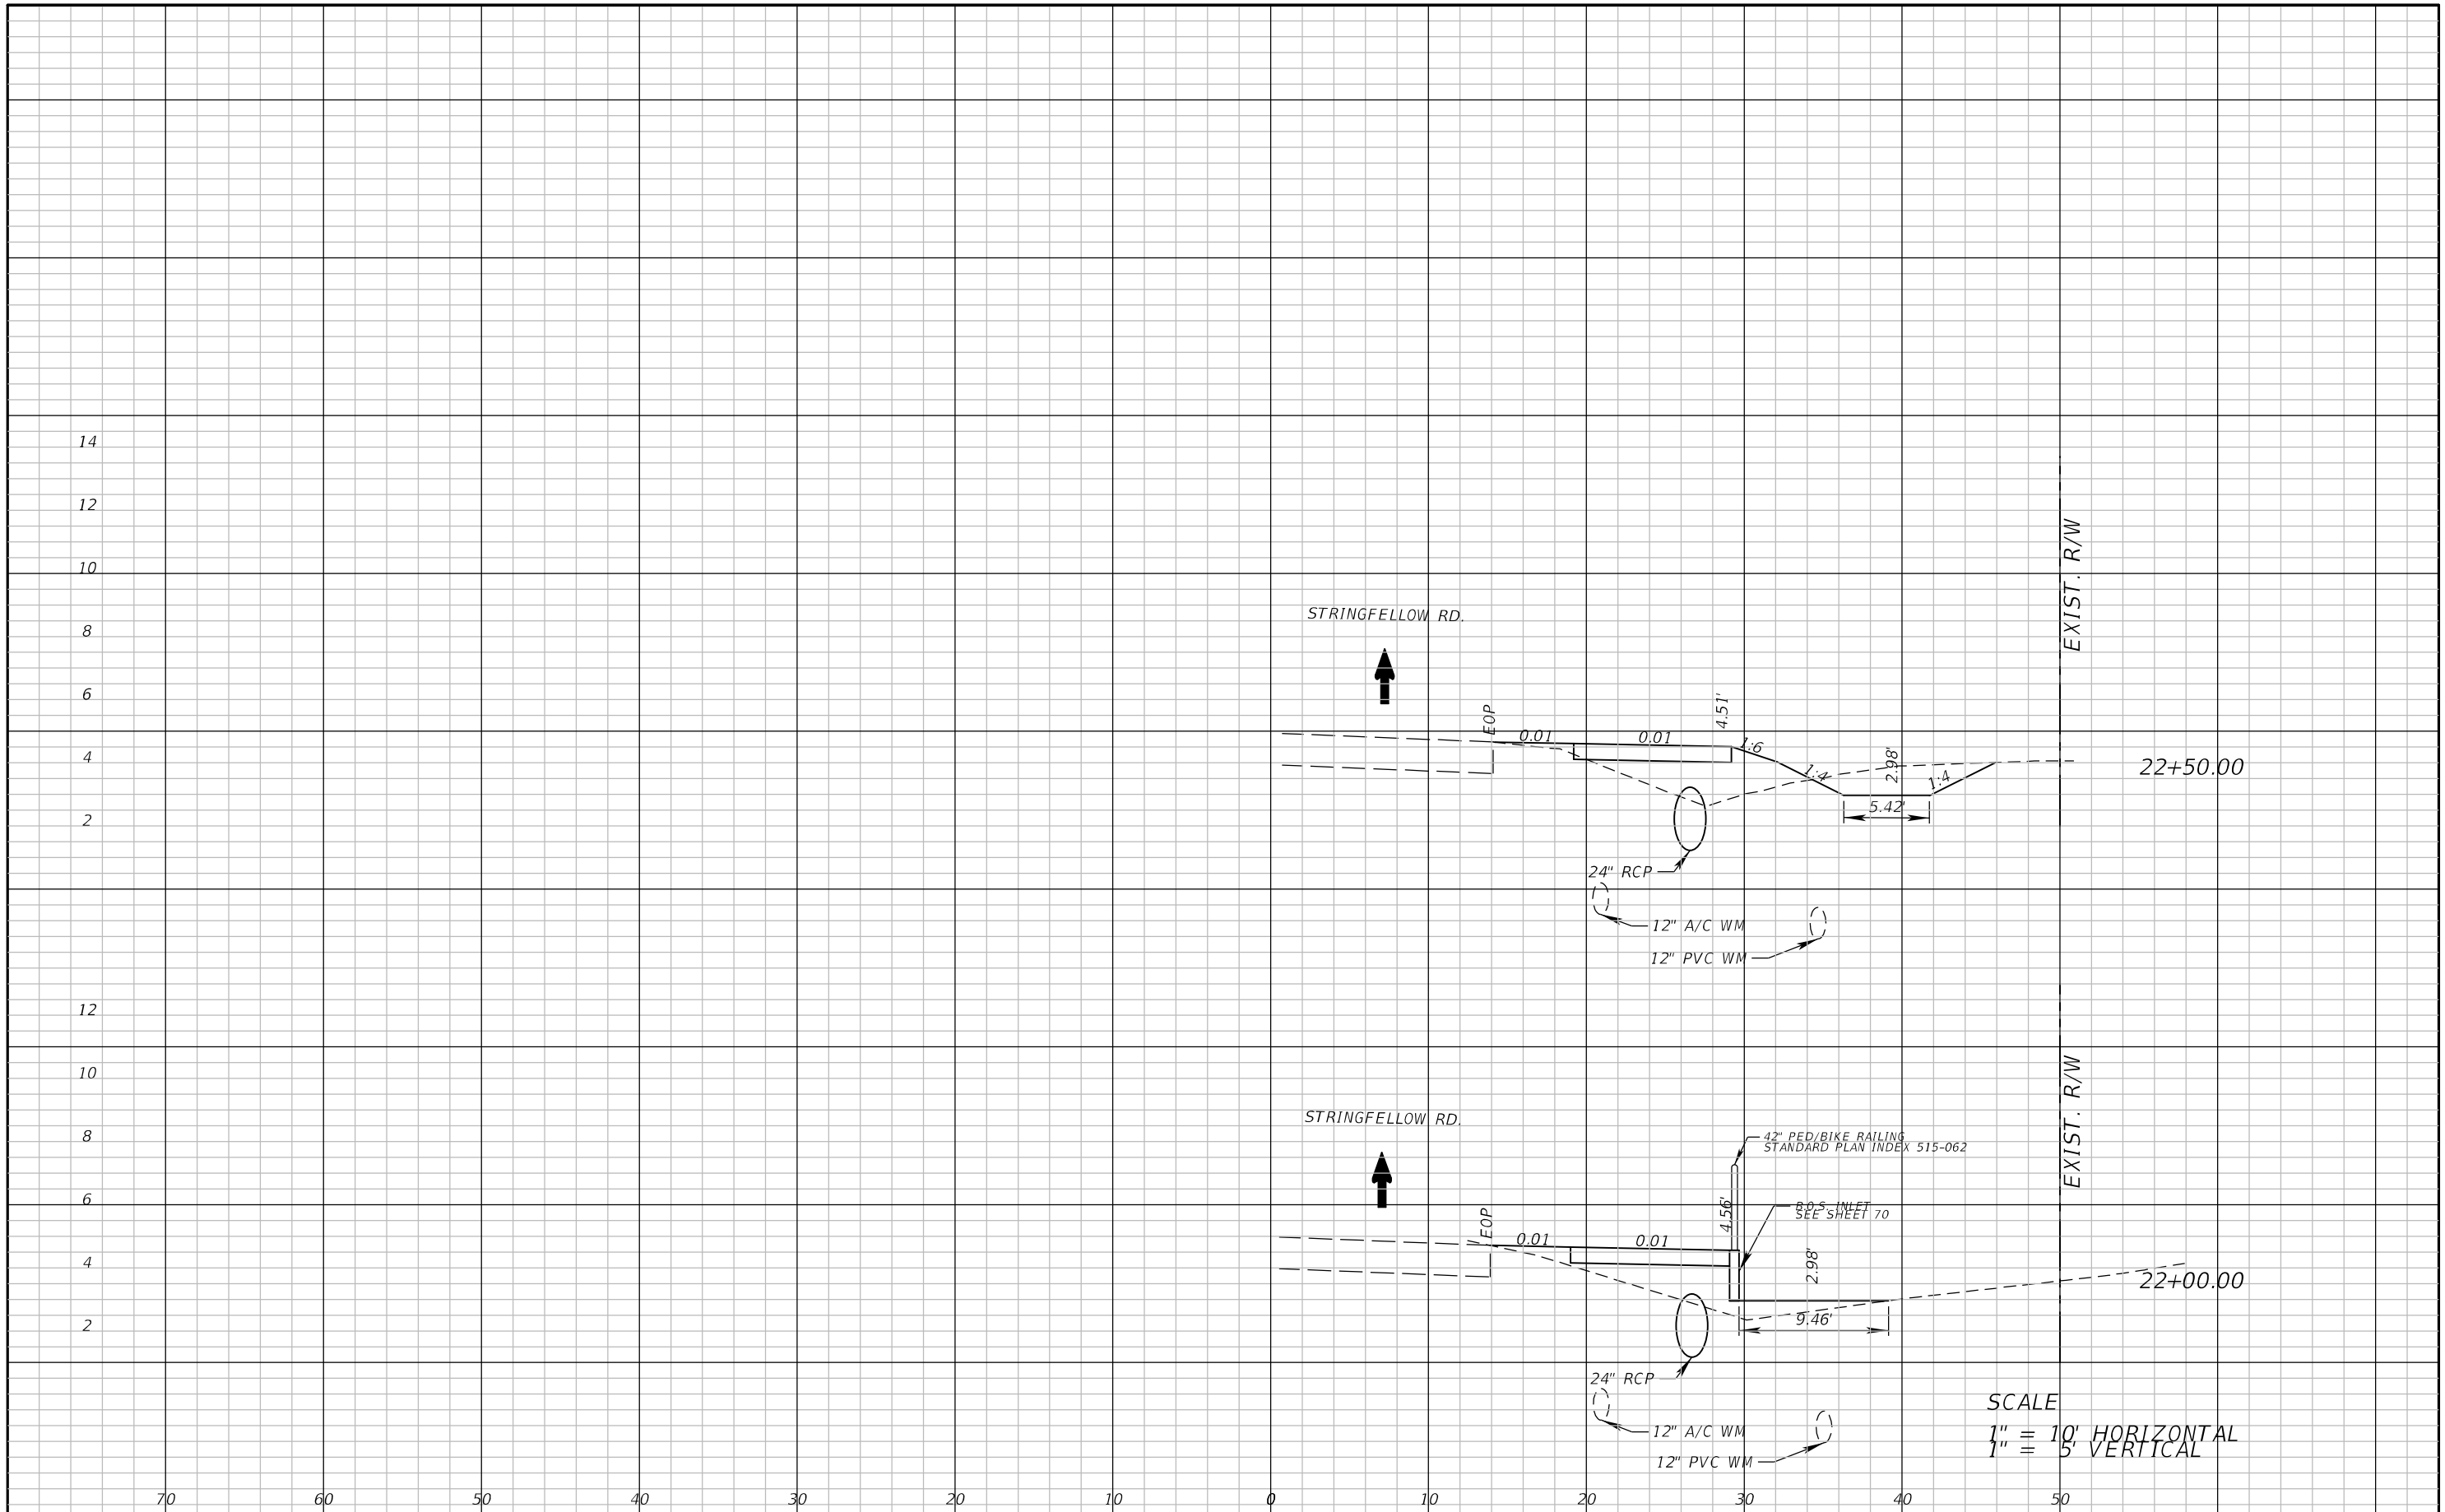 14
12
10
8
6
4
2
STRINGFELLOW RD.
EOP
0.01
0.01
4.51'
1:6
1:4
2.98'
1:4
5.42'
EXIST. R/W
22+50.00
24" RCP
12" A/C WM
12" PVC WM
12
10
8
6
4
2
STRINGFELLOW RD.
42" PED/BIKE RAILING
STANDARD PLAN INDEX 515-062
EOP
0.01
0.01
4.56'
B.O.S. INLET
SEE SHEET 70
2.98'
9.46'
EXIST. R/W
22+00.00
24" RCP
12" A/C WM
12" PVC WM
SCALE
1" = 10' HORIZONTAL
1" = 5' VERTICAL
70 60 50 40 30 20 10 0 10 20 30 40 50